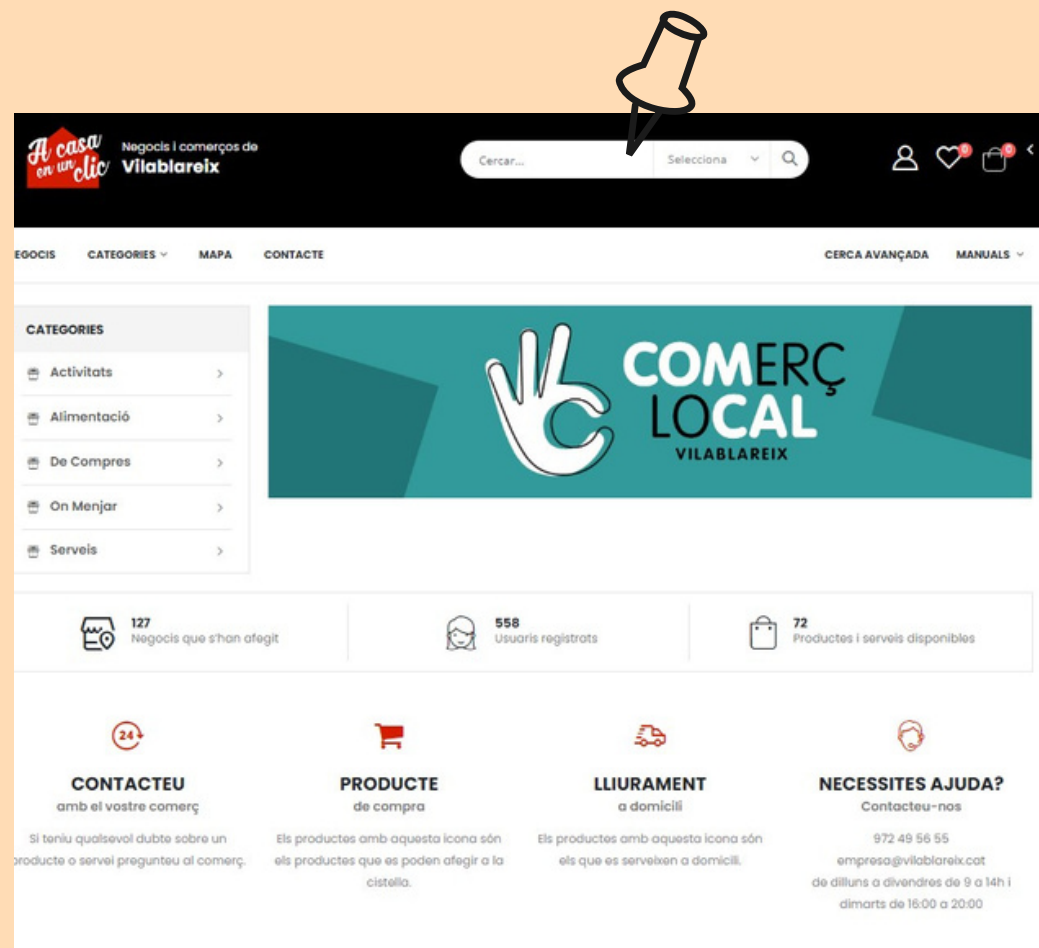 A casa
en un clic
Negocis i comerços de
Vilablareix
Cercar...
Selecciona
0
0
EGOCIS
CATEGORIES
MAPA
CONTACTE
CERCA AVANÇADA
MANUALS
CATEGORIES
Activitats
Alimentació
De Compres
On Menjar
Serveis
COMERÇ
LOCAL
VILABLAREIX
127
Negocis que s'han afegit
558
Usuaris registrats
72
Productes i serveis disponibles
24
CONTACTEU
amb el vostre comerç
Si teniu qualsevol dubte sobre un
producte o servei pregunteu al comerç.
PRODUCTE
de compra
Els productes amb aquesta icona són
els productes que es poden afegir a la
cistella.
LLIURAMENT
a domicili
Els productes amb aquesta icona són
els que es serveixen a domicili.
NECESSITES AJUDA?
Contacteu-nos
972 49 56 55
empresa@vilablareix.cat
de dilluns a divendres de 9 a 14h i
dimarts de 16:00 a 20:00